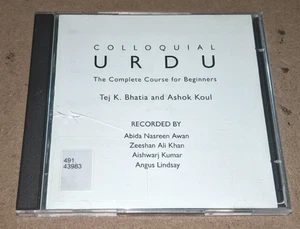 COLLOQUIAL
URDU
The Complete Course for Beginners
Tej K. Bhatia and Ashok Koul
RECORDED BY
Abida Nasreen Awan
Zeeshan Ali Khan
Aishwarj Kumar
Angus Lindsay
491
43983